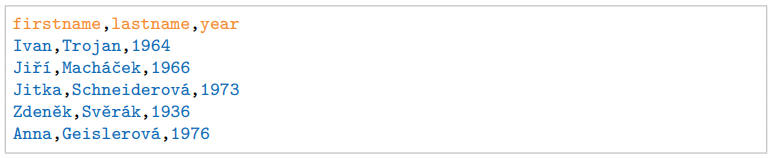 firstname,lastname,year
Ivan,Trojan,1964
Jiří,Macháček,1966
Jitka,Schneiderová,1973
Zdeněk,Svěrák,1936
Anna,Geislerová,1976